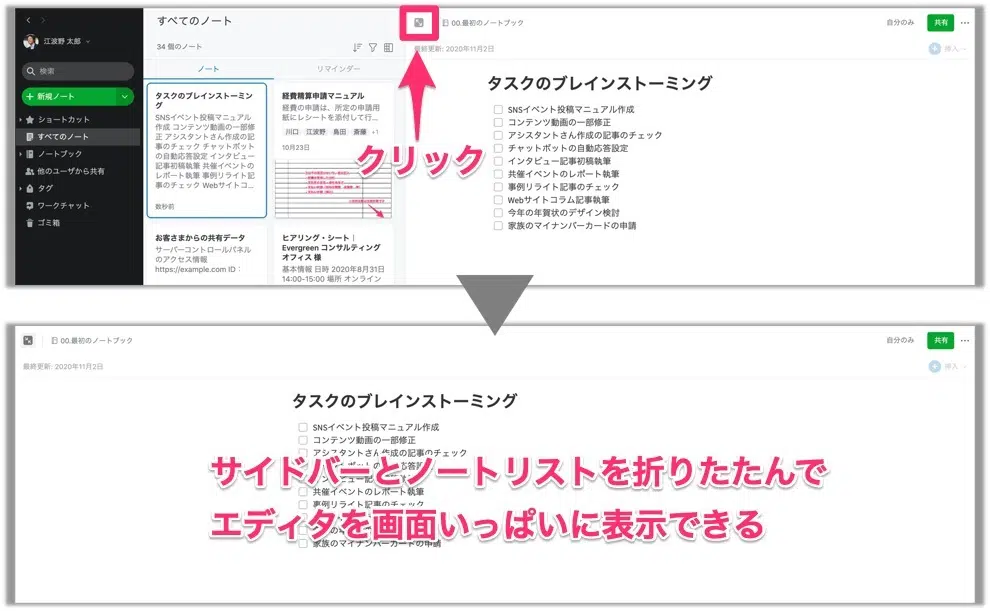 江波野 太郎
検索
新規ノート
ショートカット
すべてのノート
ノートブック
他のユーザから共有
タグ
ワークチャット
ゴミ箱
すべてのノート
34 個のノート
ノート
リマインダー
タスクのブレインストーミング
SNSイベント投稿マニュアル作成 コンテンツ動画の一部修正 アシスタントさん作成の記事のチェック チャットボットの自動応答設定 インタビュー記事初稿執筆 共催イベントのレポート執筆 事例リライト記事のチェック Webサイトコ...
数秒前
経費精算申請マニュアル
経費の申請は、所定の申請用紙にレシートを添付して行...
川口 江波野 島田 斎藤 +1
10月23日
お客さまからの共有データ
サーバーコントロールパネルのアクセス情報
https://example.com ID：
ヒアリング・シート｜Evergreen コンサルティングオフィス 様
基本情報 日時 2020年8月31日
14:00-15:00 場所 オンライン
00.最初のノートブック
自分のみ
共有
最終更新: 2020年11月2日
挿入
タスクのブレインストーミング
SNSイベント投稿マニュアル作成
コンテンツ動画の一部修正
アシスタントさん作成の記事のチェック
チャットボットの自動応答設定
インタビュー記事初稿執筆
共催イベントのレポート執筆
事例リライト記事のチェック
Webサイトコラム記事執筆
今年の年賀状のデザイン検討
家族のマイナンバーカードの申請
クリック
00.最初のノートブック
自分のみ
共有
最終更新: 2020年11月2日
挿入
タスクのブレインストーミング
SNSイベント投稿マニュアル作成
コンテンツ動画の一部修正
アシスタントさん作成の記事のチェック
共催イベントのレポート執筆
事例リライト記事のチェック
家族のマイナンバーカードの申請
サイドバーとノートリストを折りたたんで
エディタを画面いっぱいに表示できる